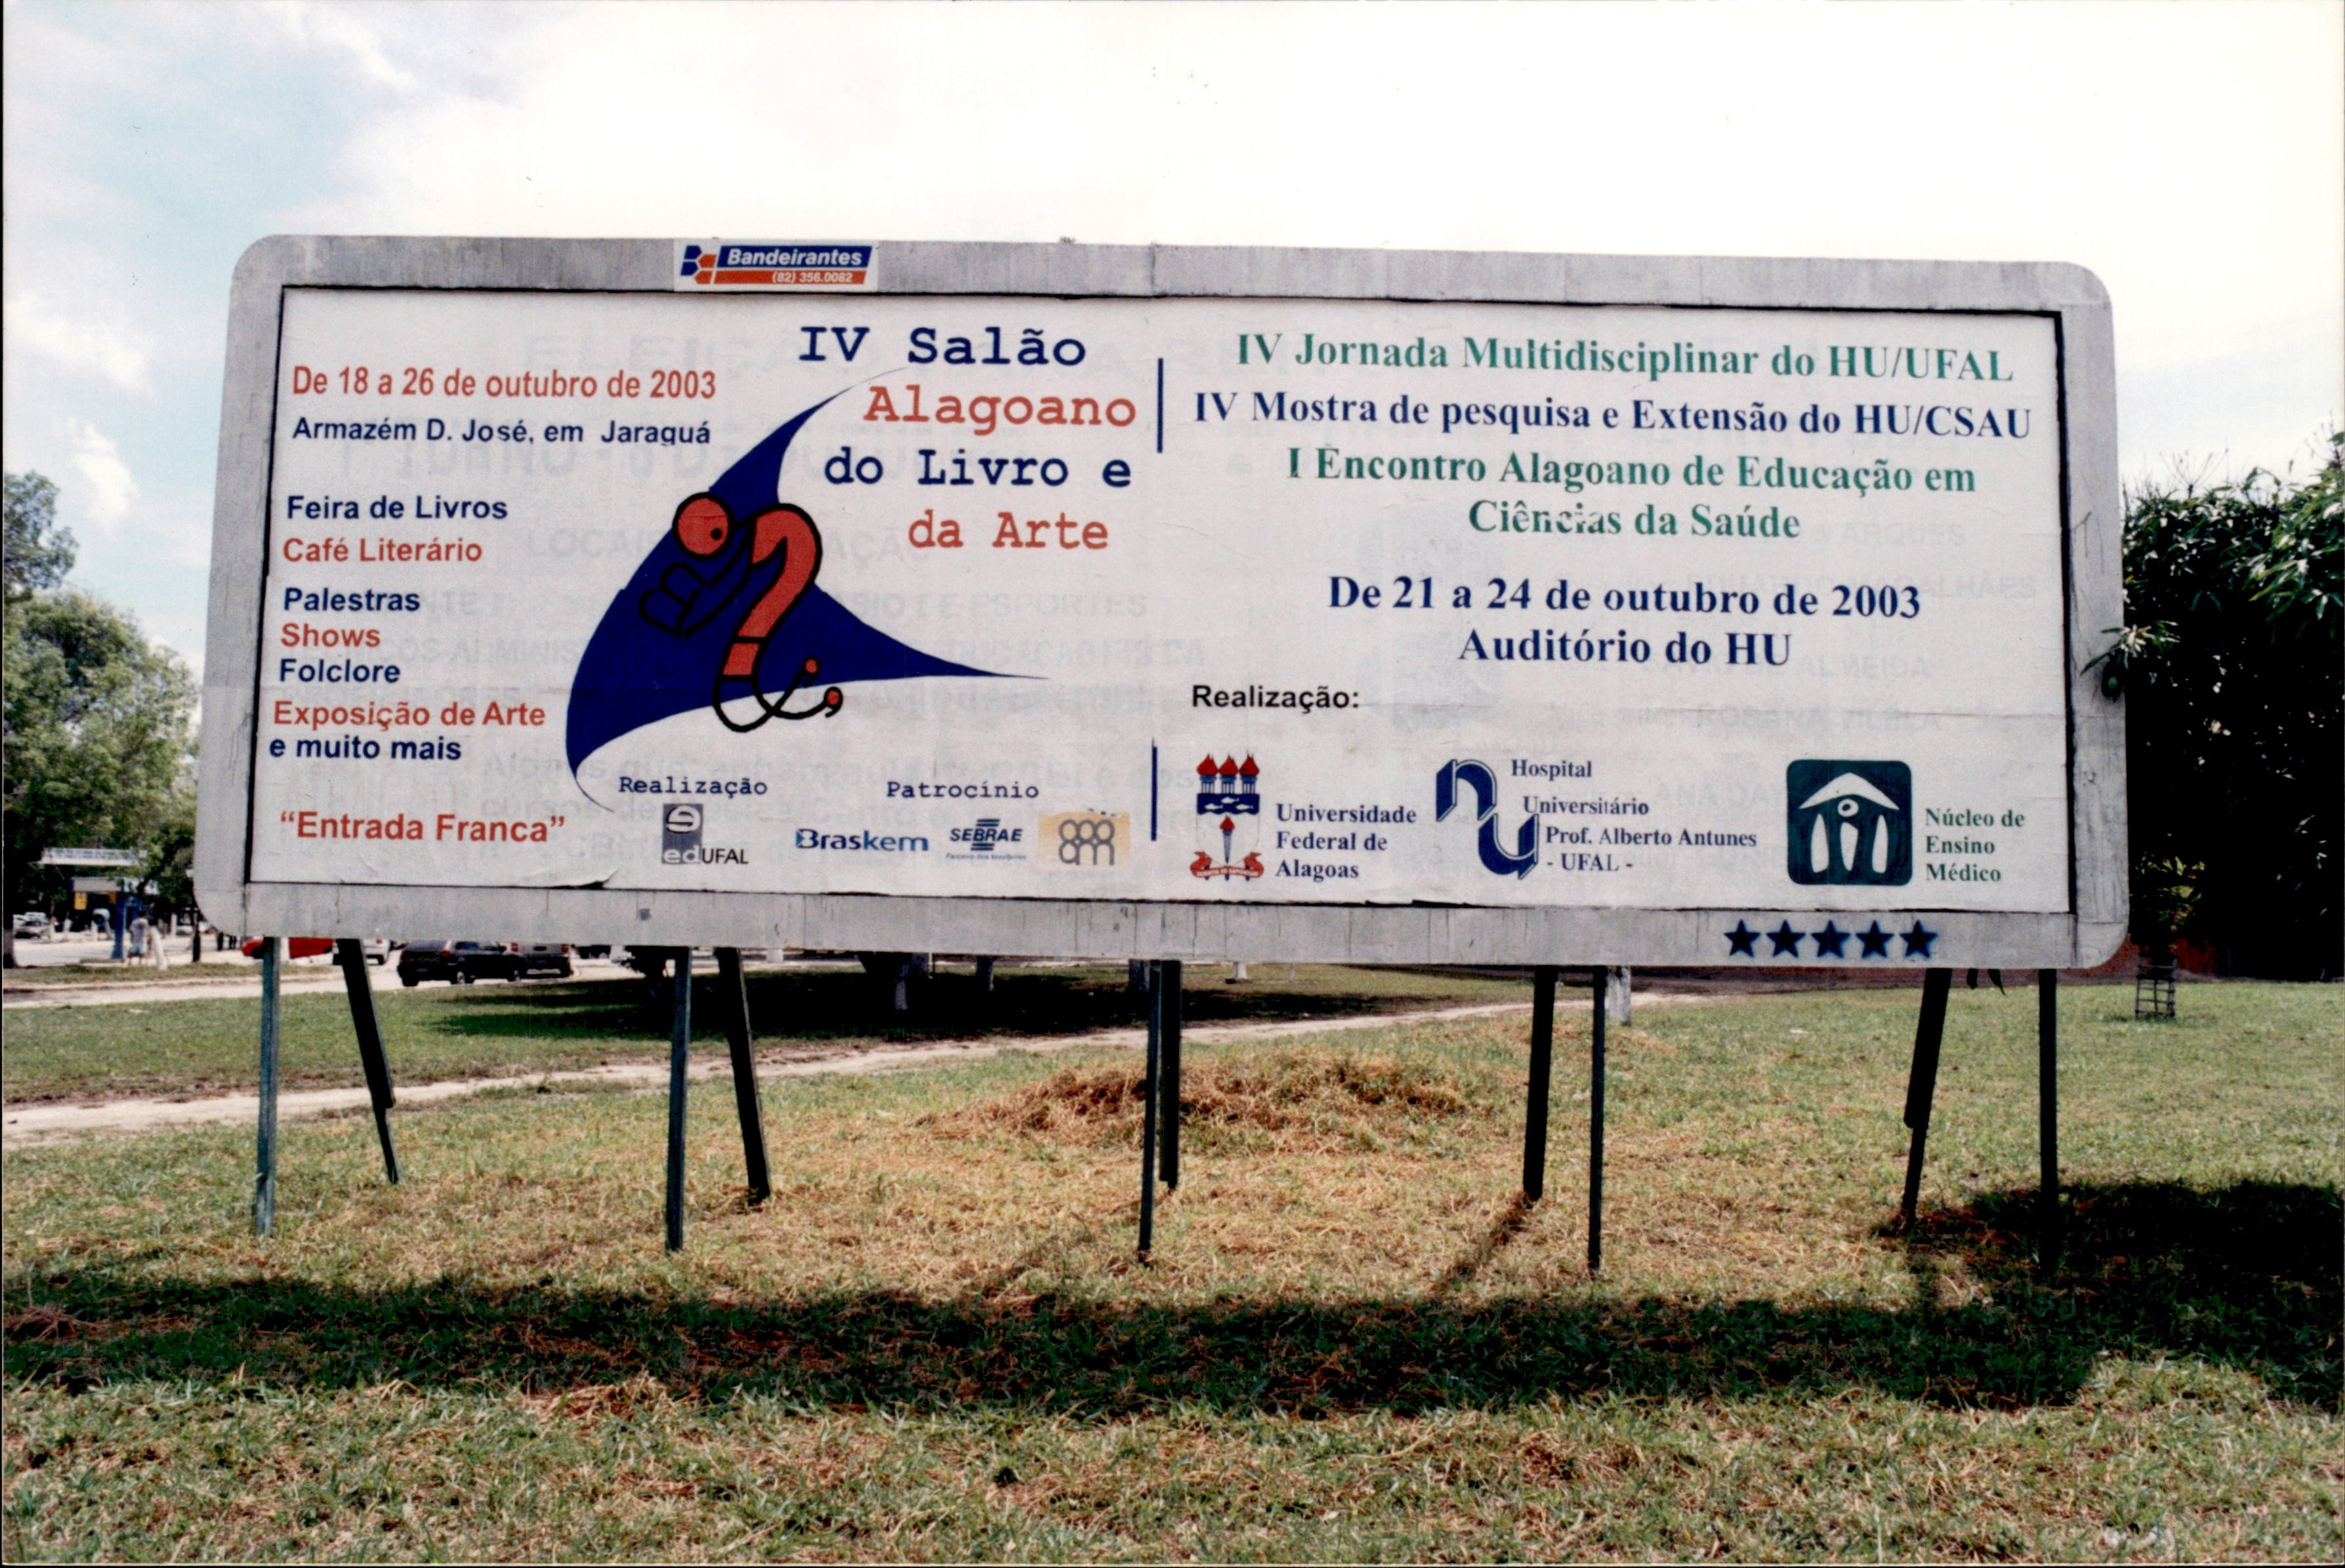 Bandeirantes
(82) 356.0082
De 18 a 26 de outubro de 2003
Armazém D. José, em Jaraguá
Feira de Livros
Café Literário
Palestras
Shows
Folclore
Exposição de Arte
e muito mais
“Entrada Franca”
IV Salão
Alagoano
do Livro e
da Arte
Realização
edUFAL
Patrocínio
Braskem
SEBRAE
IV Jornada Multidisciplinar do HU/UFAL
IV Mostra de pesquisa e Extensão do HU/CSAU
I Encontro Alagoano de Educação em
Ciências da Saúde
De 21 a 24 de outubro de 2003
Auditório do HU
Realização:
Universidade
Federal de
Alagoas
Hospital
Universitário
Prof. Alberto Antunes
- UFAL -
Núcleo de
Ensino
Médico